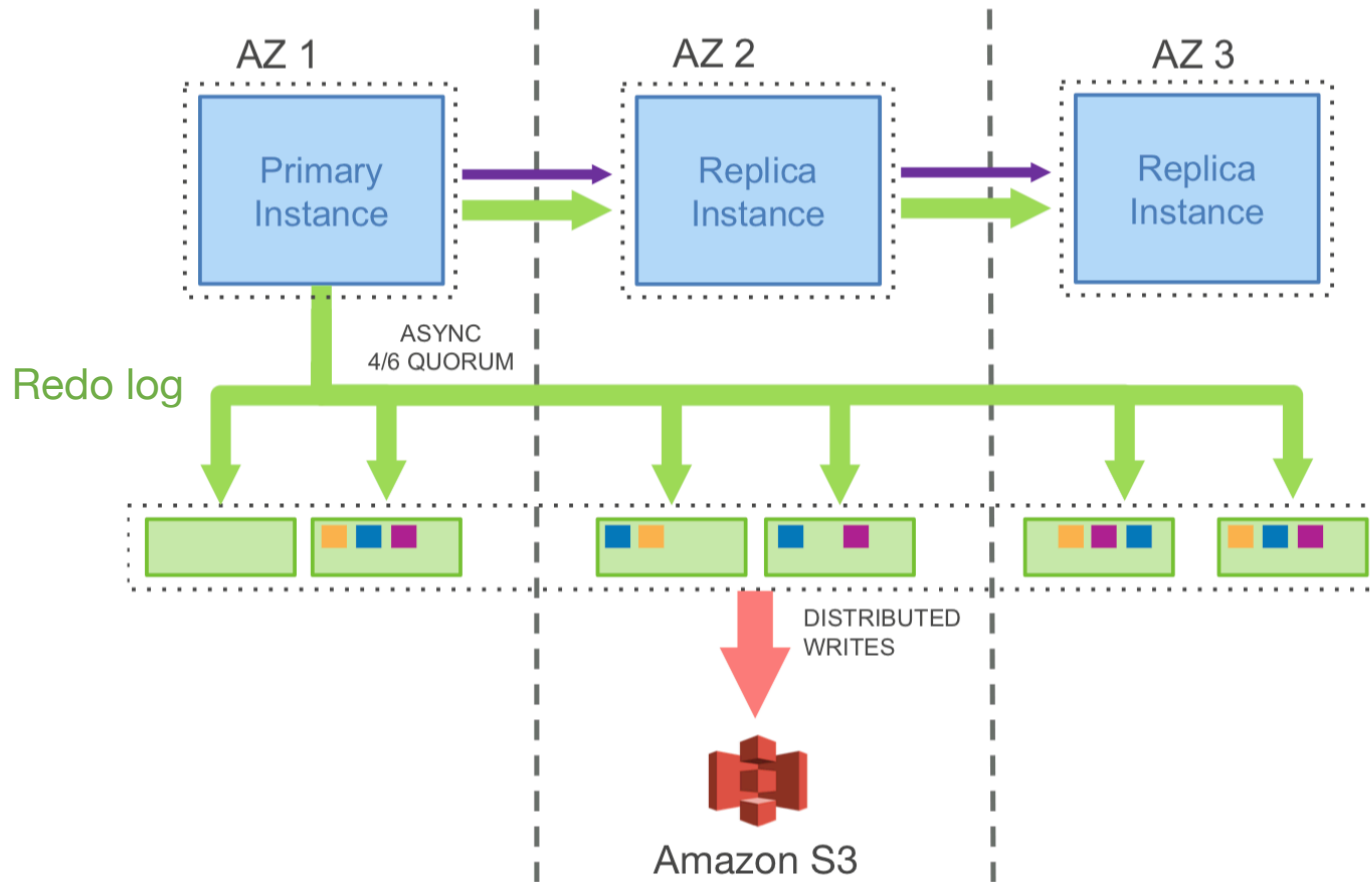 AZ 1
AZ 2
AZ 3
Primary
Instance
Replica
Instance
Replica
Instance
ASYNC
4/6 QUORUM
Redo log
DISTRIBUTED
WRITES
Amazon S3